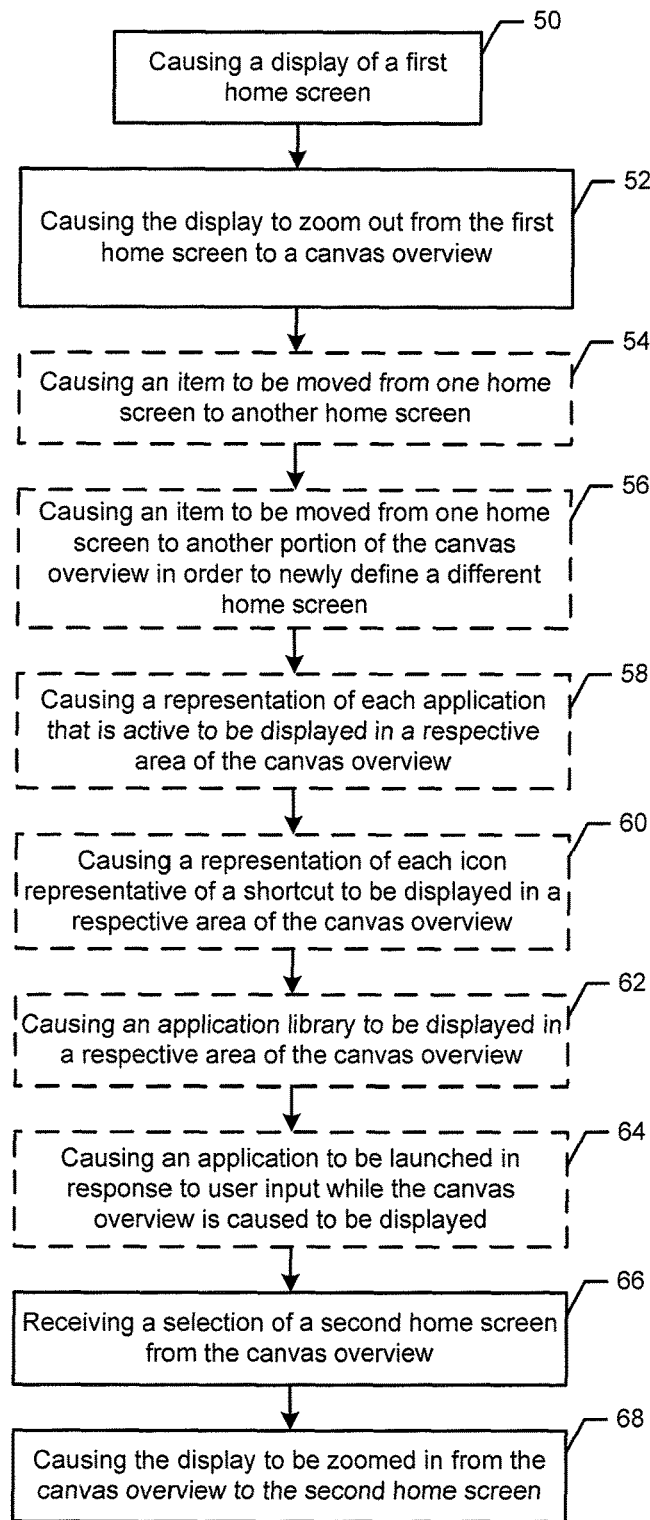 50
Causing a display of a first
home screen
52
Causing the display to zoom out from the first
home screen to a canvas overview
54
Causing an item to be moved from one home
screen to another home screen
56
Causing an item to be moved from one home
screen to another portion of the canvas
overview in order to newly define a different
home screen
58
Causing a representation of each application
that is active to be displayed in a respective
area of the canvas overview
60
Causing a representation of each icon
representative of a shortcut to be displayed in a
respective area of the canvas overview
62
Causing an application library to be displayed in
a respective area of the canvas overview
64
Causing an application to be launched in
response to user input while the canvas
overview is caused to be displayed
66
Receiving a selection of a second home screen
from the canvas overview
68
Causing the display to be zoomed in from the
canvas overview to the second home screen